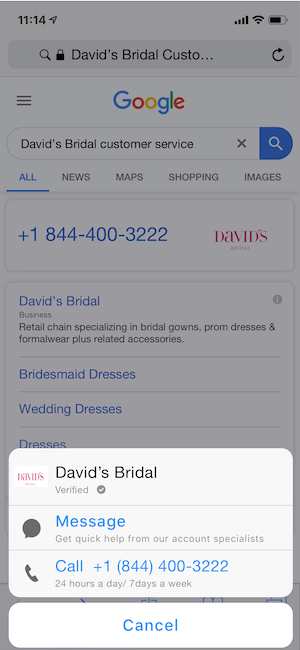 11:14
David's Bridal Custo...
Google
David's Bridal customer service
ALL NEWS MAPS SHOPPING IMAGES
+1 844-400-3222
DAVID'S
BRIDAL
David's Bridal
Business
Retail chain specializing in bridal gowns, prom dresses &
formalwear plus related accessories.
Bridesmaid Dresses
Wedding Dresses
Dresses
DAVID'S
BRIDAL
David's Bridal
Verified
Message
Get quick help from our account specialists
Call +1 (844) 400-3222
24 hours a day/ 7days a week
Cancel